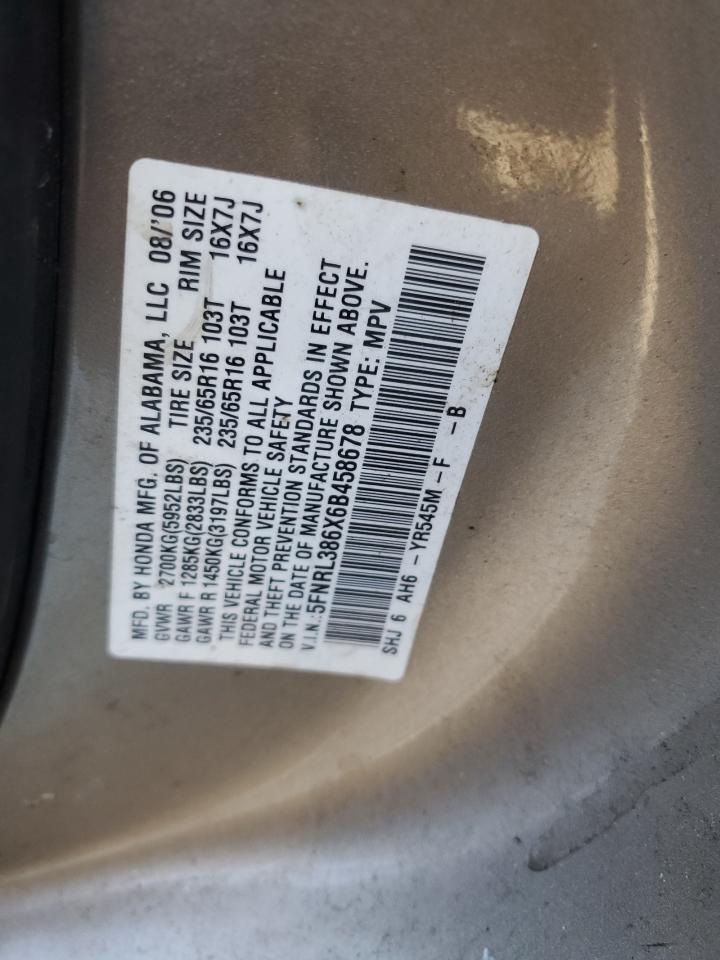 MFD. BY HONDA MFG. OF ALABAMA, LLC 08/'06
GVWR 2700KG(5952LBS) TIRE SIZE RIM SIZE
GAWR F 1285KG(2833LBS) 235/65R16 103T 16X7J
GAWR R 1450KG(3197LBS) 235/65R16 103T 16X7J
THIS VEHICLE CONFORMS TO ALL APPLICABLE
FEDERAL MOTOR VEHICLE SAFETY
AND THEFT PREVENTION STANDARDS IN EFFECT
ON THE DATE OF MANUFACTURE SHOWN ABOVE.
V.I.N.:5FNRL386X6B458678 TYPE: MPV
SHJ 6 AH6 - YR545M - F - B